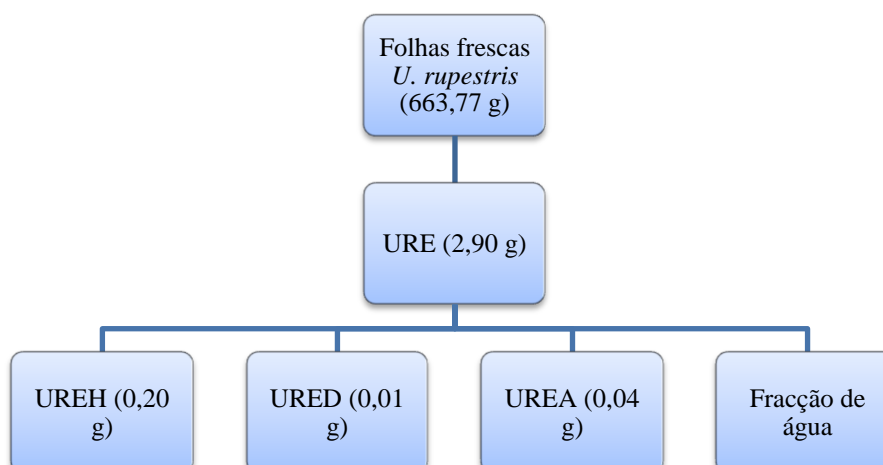 Folhas frescas
U. rupestris
(663,77 g)
URE (2,90 g)
UREH (0,20
g)
URED (0,01
g)
UREA (0,04
g)
Fracção de
água